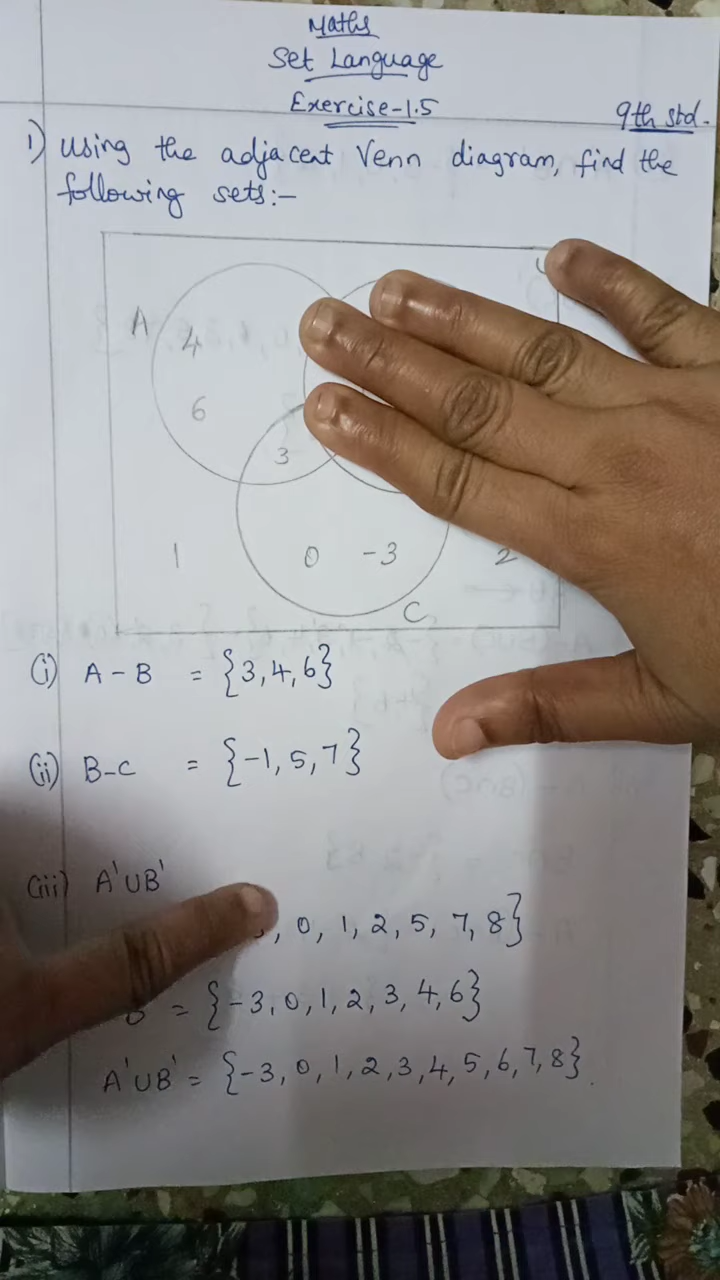 Maths
Set Language
Exercise-1.5
9th std.
1) using the adjacent Venn diagram, find the
following sets:-
A
4
6
3
1
0 -3
2
C
(i) A - B = {3, 4, 6}
(ii) B-C = {-1, 5, 7}
(iii) A'UB'
, 0, 1, 2, 5, 7, 8}
= {-3, 0, 1, 2, 3, 4, 6}
A'UB' = {-3, 0, 1, 2, 3, 4, 5, 6, 7, 8}.